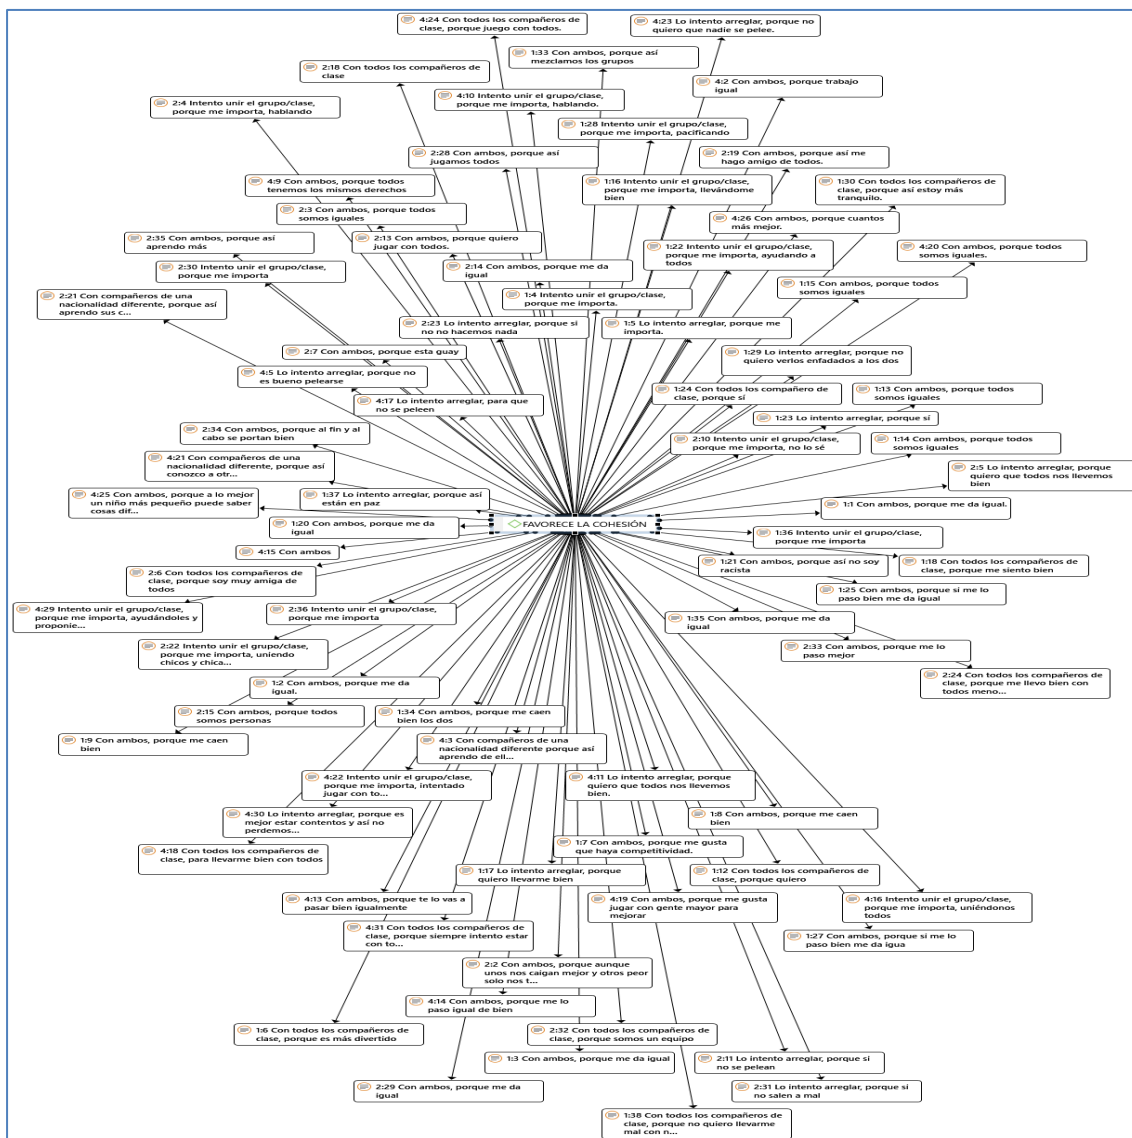 4:24 Con todos los compañeros de
clase, porque juego con todos.
4:23 Lo intento arreglar, porque no
quiero que nadie se pelee.
1:33 Con ambos, porque así
mezclamos los grupos
2:18 Con todos los compañeros de
clase
4:2 Con ambos, porque trabajo
igual
4:10 Intento unir el grupo/clase,
porque me importa, hablando.
2:4 Intento unir el grupo/clase,
porque me importa, hablando
1:28 Intento unir el grupo/clase,
porque me importa, pacificando
2:28 Con ambos, porque así
jugamos todos
2:19 Con ambos, porque así me
hago amigo de todos.
4:9 Con ambos, porque todos
tenemos los mismos derechos
1:16 Intento unir el grupo/clase,
porque me importa, llevándome
bien
1:30 Con todos los compañeros de
clase, porque así estoy más
tranquilo.
2:3 Con ambos, porque todos
somos iguales
4:26 Con ambos, porque cuantos
más mejor.
2:35 Con ambos, porque así
aprendo más
2:13 Con ambos, porque quiero
jugar con todos.
1:22 Intento unir el grupo/clase,
porque me importa, ayudando a
todos
4:20 Con ambos, porque todos
somos iguales.
2:30 Intento unir el grupo/clase,
porque me importa
2:14 Con ambos, porque me da
igual
1:15 Con ambos, porque todos
somos iguales
2:21 Con compañeros de una
nacionalidad diferente, porque así
aprendo sus c...
1:4 Intento unir el grupo/clase,
porque me importa.
2:23 Lo intento arreglar, porque si
no no hacemos nada
1:5 Lo intento arreglar, porque me
importa.
2:7 Con ambos, porque esta guay
1:29 Lo intento arreglar, porque no
quiero verlos enfadados a los dos
4:5 Lo intento arreglar, porque no
es bueno pelearse
1:24 Con todos los compañero de
clase, porque sí
1:13 Con ambos, porque todos
somos iguales
4:17 Lo intento arreglar, para que
no se peleen
1:23 Lo intento arreglar, porque sí
2:34 Con ambos, porque al fin y al
cabo se portan bien
2:10 Intento unir el grupo/clase,
porque me importa, no lo sé
1:14 Con ambos, porque todos
somos iguales
4:21 Con compañeros de una
nacionalidad diferente, porque así
conozco a otr...
2:5 Lo intento arreglar, porque
quiero que todos nos llevemos
bien
4:25 Con ambos, porque a lo mejor
un niño más pequeño puede saber
cosas dif...
1:37 Lo intento arreglar, porque así
están en paz
1:1 Con ambos, porque me da igual.
1:20 Con ambos, porque me da
igual
FAVORECE LA COHESIÓN
1:36 Intento unir el grupo/clase,
porque me importa
4:15 Con ambos
1:21 Con ambos, porque así no soy
racista
1:18 Con todos los compañeros de
clase, porque me siento bien
2:6 Con todos los compañeros de
clase, porque soy muy amiga de
todos
1:25 Con ambos, porque si me lo
paso bien me da igual
4:29 Intento unir el grupo/clase,
porque me importa, ayudándoles y
proponie...
2:36 Intento unir el grupo/clase,
porque me importa
1:35 Con ambos, porque me da
igual
2:22 Intento unir el grupo/clase,
porque me importa, uniendo
chicos y chica...
2:33 Con ambos, porque me lo
paso mejor
2:24 Con todos los compañeros de
clase, porque me llevo bien con
todos meno...
1:2 Con ambos, porque me da
igual.
2:15 Con ambos, porque todos
somos personas
1:34 Con ambos, porque me caen
bien los dos
1:9 Con ambos, porque me caen
bien
4:3 Con compañeros de una
nacionalidad diferente porque así
aprendo de ell...
4:22 Intento unir el grupo/clase,
porque me importa, intentado
jugar con to...
4:11 Lo intento arreglar, porque
quiero que todos nos llevemos
bien.
4:30 Lo intento arreglar, porque es
mejor estar contentos y así no
perdemos...
1:8 Con ambos, porque me caen
bien
4:18 Con todos los compañeros de
clase, para llevarme bien con todos
1:7 Con ambos, porque me gusta
que haya competitividad.
1:17 Lo intento arreglar, porque
quiero llevarme bien
1:12 Con todos los compañeros de
clase, porque quiero
4:13 Con ambos, porque te lo vas a
pasar bien igualmente
4:19 Con ambos, porque me gusta
jugar con gente mayor para
mejorar
4:16 Intento unir el grupo/clase,
porque me importa, uniéndonos
todos
4:31 Con todos los compañeros de
clase, porque siempre intento estar
con to...
1:27 Con ambos, porque si me lo
paso bien me da igua
2:2 Con ambos, porque aunque
unos nos caigan mejor y otros peor
solo nos t...
4:14 Con ambos, porque me lo
paso igual de bien
1:6 Con todos los compañeros de
clase, porque es más divertido
2:32 Con todos los compañeros de
clase, porque somos un equipo
1:3 Con ambos, porque me da igual
2:11 Lo intento arreglar, porque si
no se pelean
2:29 Con ambos, porque me da
igual
2:31 Lo intento arreglar, porque si
no salen a mal
1:38 Con todos los compañeros de
clase, porque no quiero llevarme
mal con n...